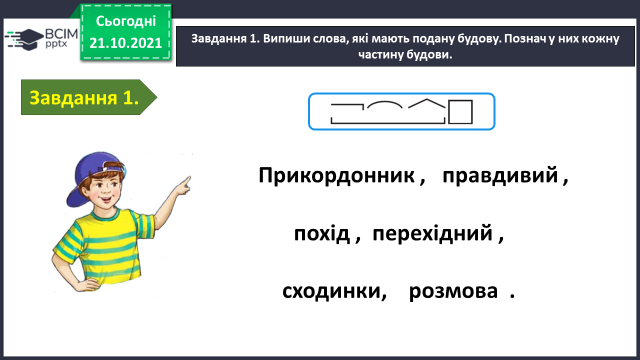 ВСІМ
pptx
Сьогодні
21.10.2021
Завдання 1. Випиши слова, які мають подану будову. Познач у них кожну
частину будови.
Завдання 1.
Прикордонник , правдивий ,
похід , перехідний ,
сходинки, розмова .